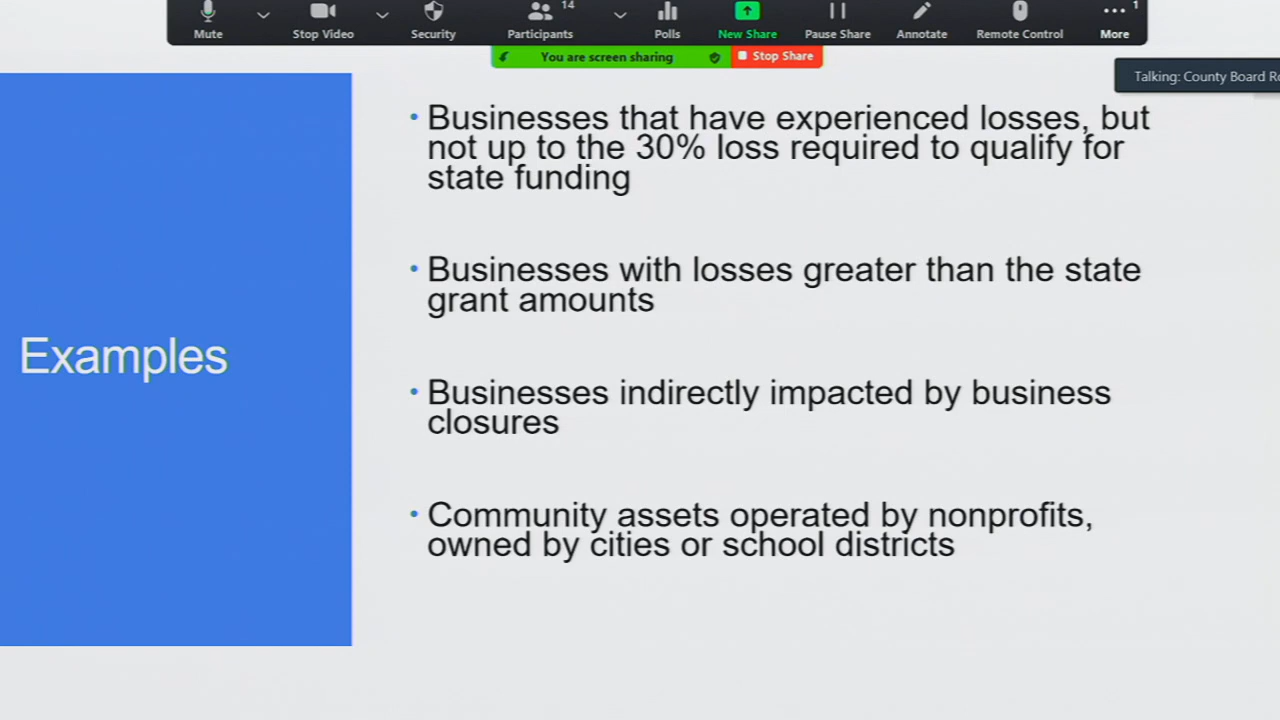 14
1
Mute
Stop Video
Security
Participants
Polls
New Share
Pause Share
Annotate
Remote Control
More
You are screen sharing
Stop Share
Talking: County Board
Examples
• Businesses that have experienced losses, but
not up to the 30% loss required to qualify for
state funding
• Businesses with losses greater than the state
grant amounts
• Businesses indirectly impacted by business
closures
• Community assets operated by nonprofits,
owned by cities or school districts